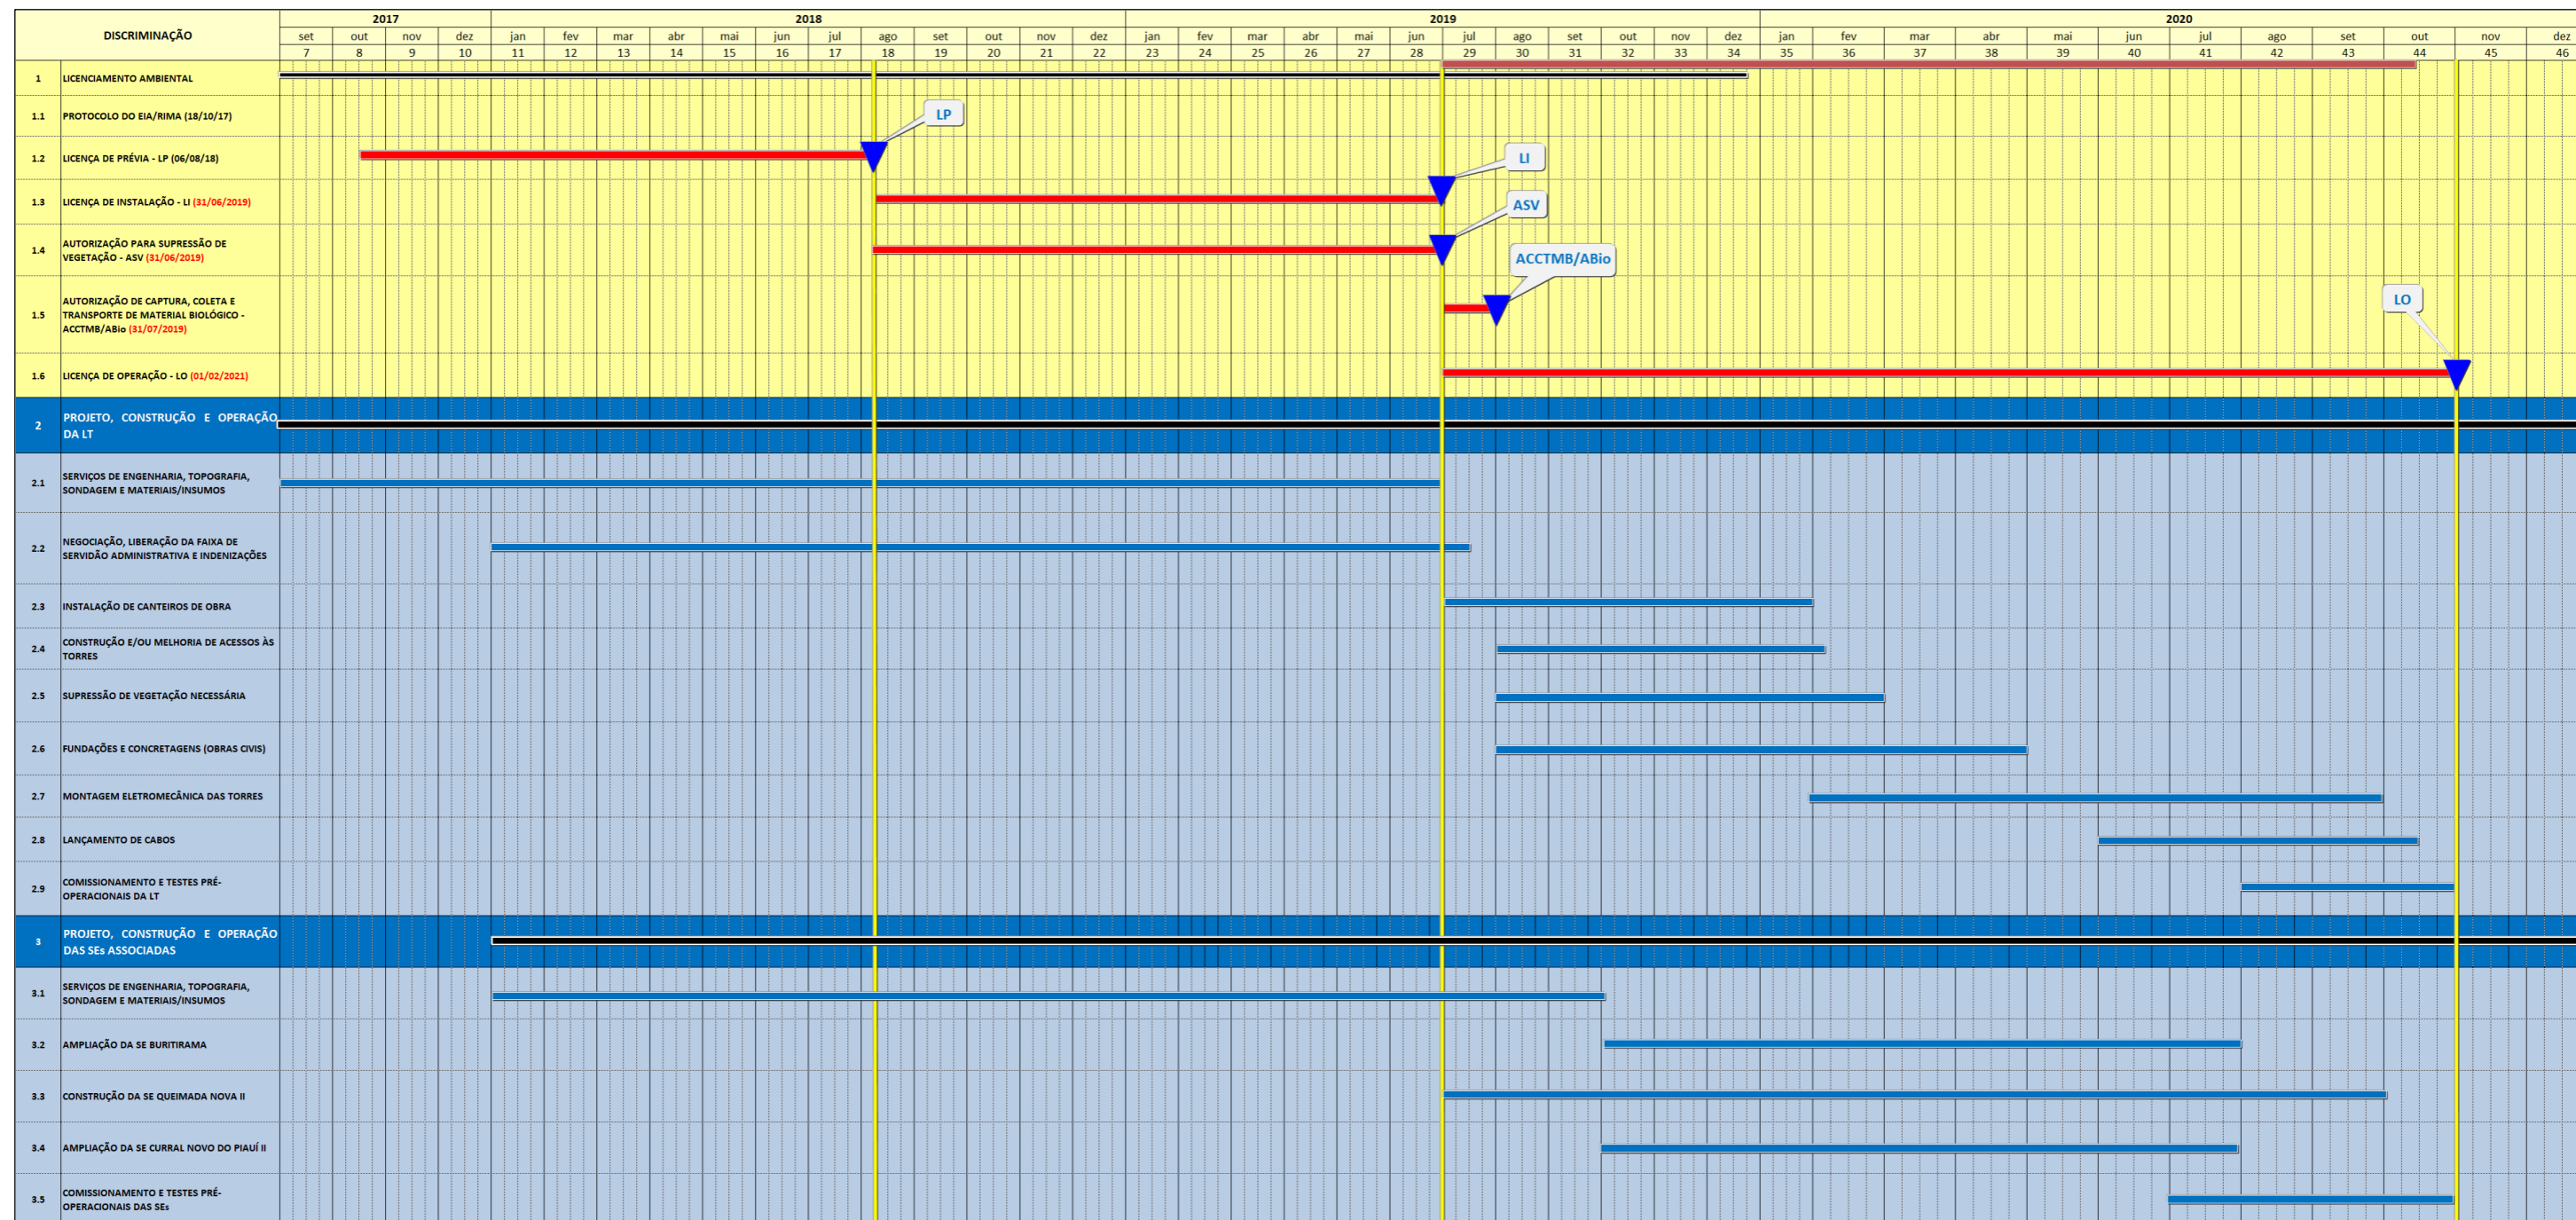 DISCRIMINAÇÃO
2017 2018 2019 2020
set out nov dez jan fev mar abr mai jun jul ago set out nov dez jan fev mar abr mai jun jul ago set out nov dez jan fev mar abr mai jun jul ago set out nov dez
7 8 9 10 11 12 13 14 15 16 17 18 19 20 21 22 23 24 25 26 27 28 29 30 31 32 33 34 35 36 37 38 39 40 41 42 43 44 45 46
1 LICENCIAMENTO AMBIENTAL
1.1 PROTOCOLO DO EIA/RIMA (18/10/17)
LP
1.2 LICENÇA DE PRÉVIA - LP (06/08/18)
LI
1.3 LICENÇA DE INSTALAÇÃO - LI (31/06/2019)
ASV
1.4 AUTORIZAÇÃO PARA SUPRESSÃO DE
VEGETAÇÃO - ASV (31/06/2019)
ACCTMB/ABio
1.5 AUTORIZAÇÃO DE CAPTURA, COLETA E
TRANSPORTE DE MATERIAL BIOLÓGICO -
ACCTMB/ABio (31/07/2019)
LO
1.6 LICENÇA DE OPERAÇÃO - LO (01/02/2021)
2 PROJETO, CONSTRUÇÃO E OPERAÇÃO
DA LT
2.1 SERVIÇOS DE ENGENHARIA, TOPOGRAFIA,
SONDAGEM E MATERIAIS/INSUMOS
2.2 NEGOCIAÇÃO, LIBERAÇÃO DA FAIXA DE
SERVIDÃO ADMINISTRATIVA E INDENIZAÇÕES
2.3 INSTALAÇÃO DE CANTEIROS DE OBRA
2.4 CONSTRUÇÃO E/OU MELHORIA DE ACESSOS ÀS
TORRES
2.5 SUPRESSÃO DE VEGETAÇÃO NECESSÁRIA
2.6 FUNDAÇÕES E CONCRETAGENS (OBRAS CIVIS)
2.7 MONTAGEM ELETROMECÂNICA DAS TORRES
2.8 LANÇAMENTO DE CABOS
2.9 COMISSIONAMENTO E TESTES PRÉ-
OPERACIONAIS DA LT
3 PROJETO, CONSTRUÇÃO E OPERAÇÃO
DAS SEs ASSOCIADAS
3.1 SERVIÇOS DE ENGENHARIA, TOPOGRAFIA,
SONDAGEM E MATERIAIS/INSUMOS
3.2 AMPLIAÇÃO DA SE BURITIRAMA
3.3 CONSTRUÇÃO DA SE QUEIMADA NOVA II
3.4 AMPLIAÇÃO DA SE CURRAL NOVO DO PIAUÍ II
3.5 COMISSIONAMENTO E TESTES PRÉ-
OPERACIONAIS DAS SEs